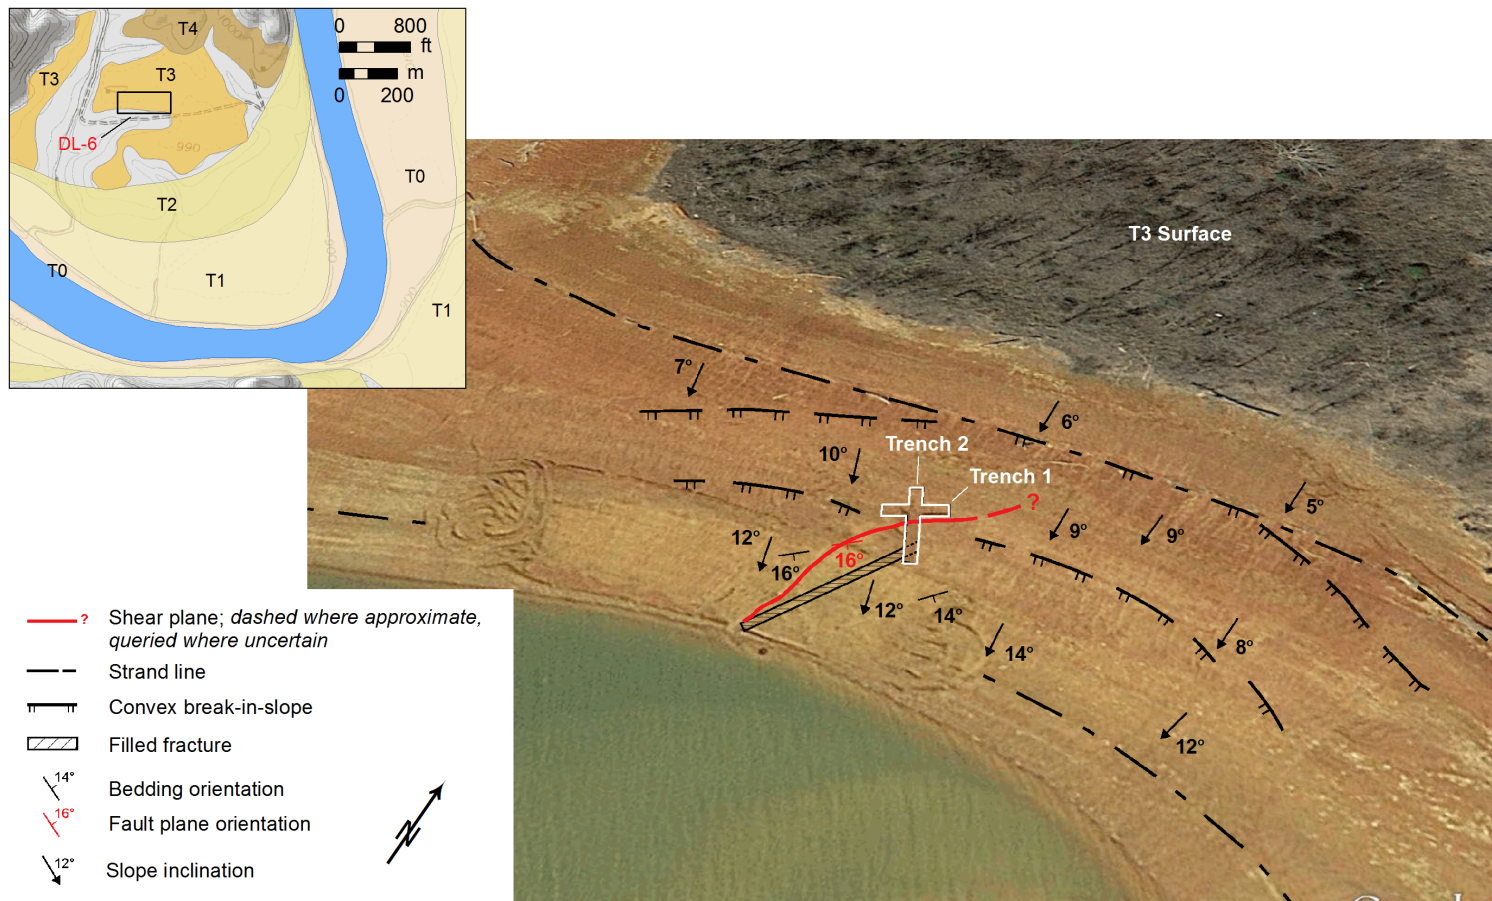 T4
0 800
ft
m
0 200
T3
T3
DL-6
990
1000
T2
T0
T0
T1
T1
900
900
T3 Surface
7°
6°
Trench 2
10°
Trench 1
?
5°
9°
9°
12°
16°
16°
12°
14°
14°
8°
12°
? Shear plane; dashed where approximate,
queried where uncertain
Strand line
Convex break-in-slope
Filled fracture
14° Bedding orientation
16° Fault plane orientation
12° Slope inclination
N